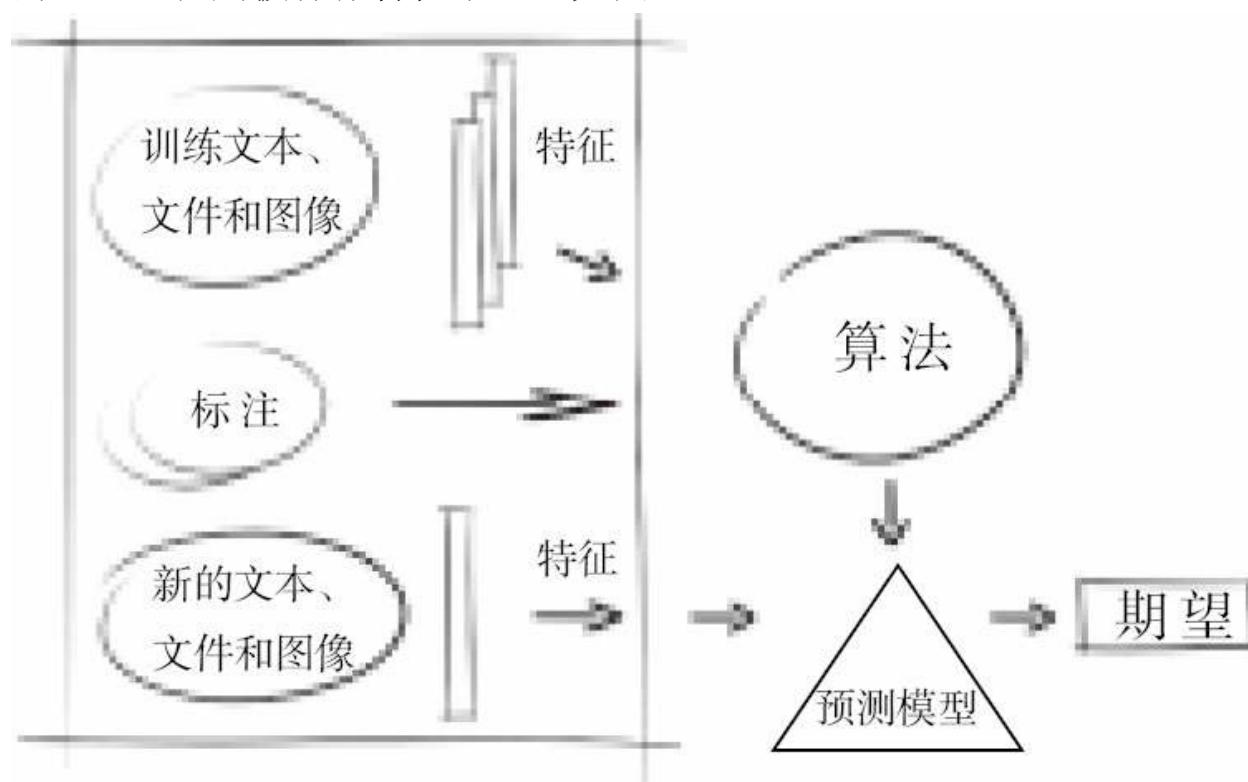 训练文本、
文件和图像
特征
标注
算法
新的文本、
文件和图像
特征
预测模型
期望